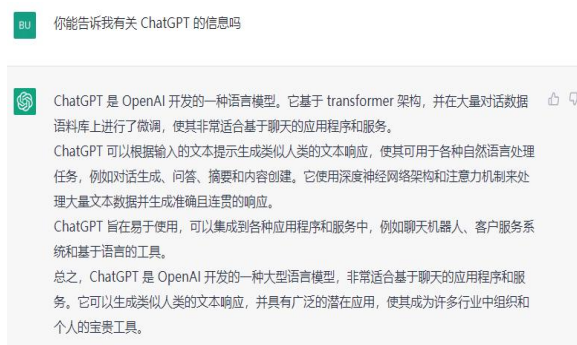 BU
你能告诉我有关 ChatGPT 的信息吗
ChatGPT 是 OpenAI 开发的一种语言模型。它基于 transformer 架构，并在大量对话数据
语料库上进行了微调，使其非常适合基于聊天的应用程序和服务。
ChatGPT 可以根据输入的文本提示生成类似人类的文本响应，使其可用于各种自然语言处理
任务，例如对话生成、问答、摘要和内容创建。它使用深度神经网络架构和注意力机制来处
理大量文本数据并生成准确且连贯的响应。
ChatGPT 旨在易于使用，可以集成到各种应用程序和服务中，例如聊天机器人、客户服务系
统和基于语言的工具。
总之，ChatGPT 是 OpenAI 开发的一种大型语言模型，非常适合基于聊天的应用程序和服
务。它可以生成类似人类的文本响应，并具有广泛的潜在应用，使其成为许多行业中组织和
个人的宝贵工具。